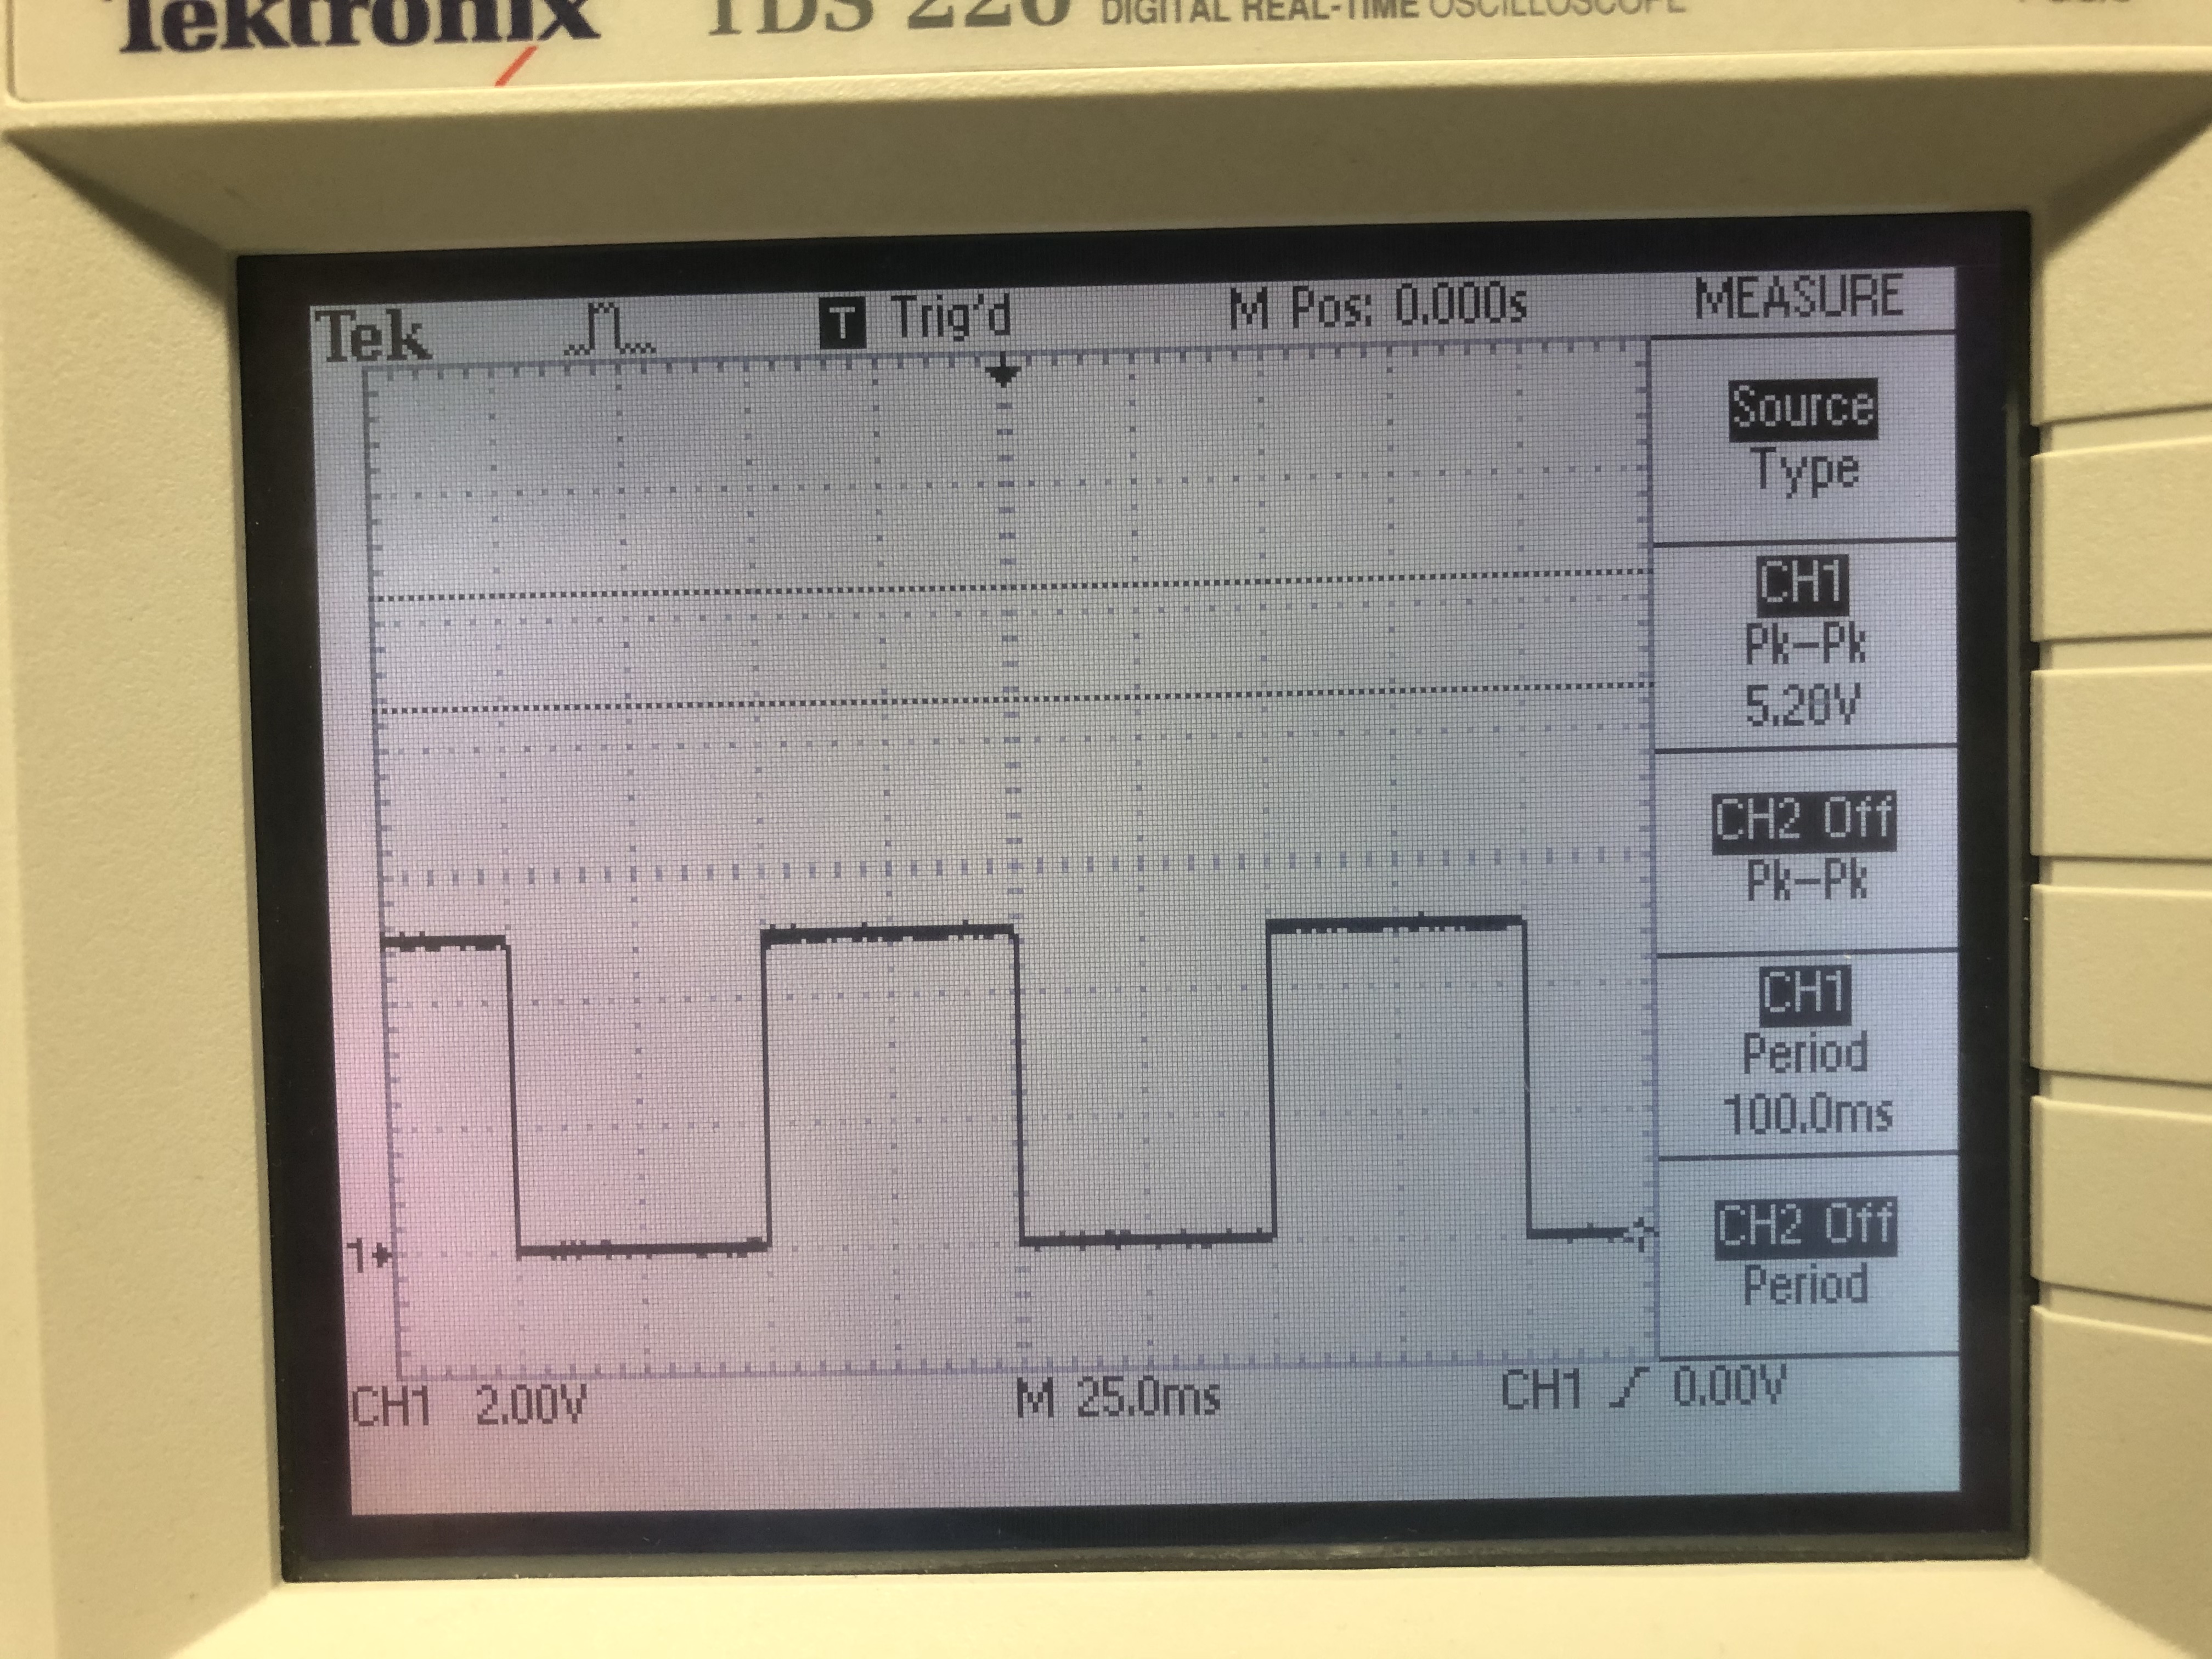 Tektronix TDS 220 DIGITAL REAL-TIME OSCILLOSCOPE
Tek T Trig'd M Pos: 0.000s MEASURE
Source
Type
CH1
Pk-Pk
5.20V
CH2 Off
Pk-Pk
CH1
Period
100.0ms
1
CH2 Off
Period
CH1 2.00V M 25.0ms CH1 0.00V